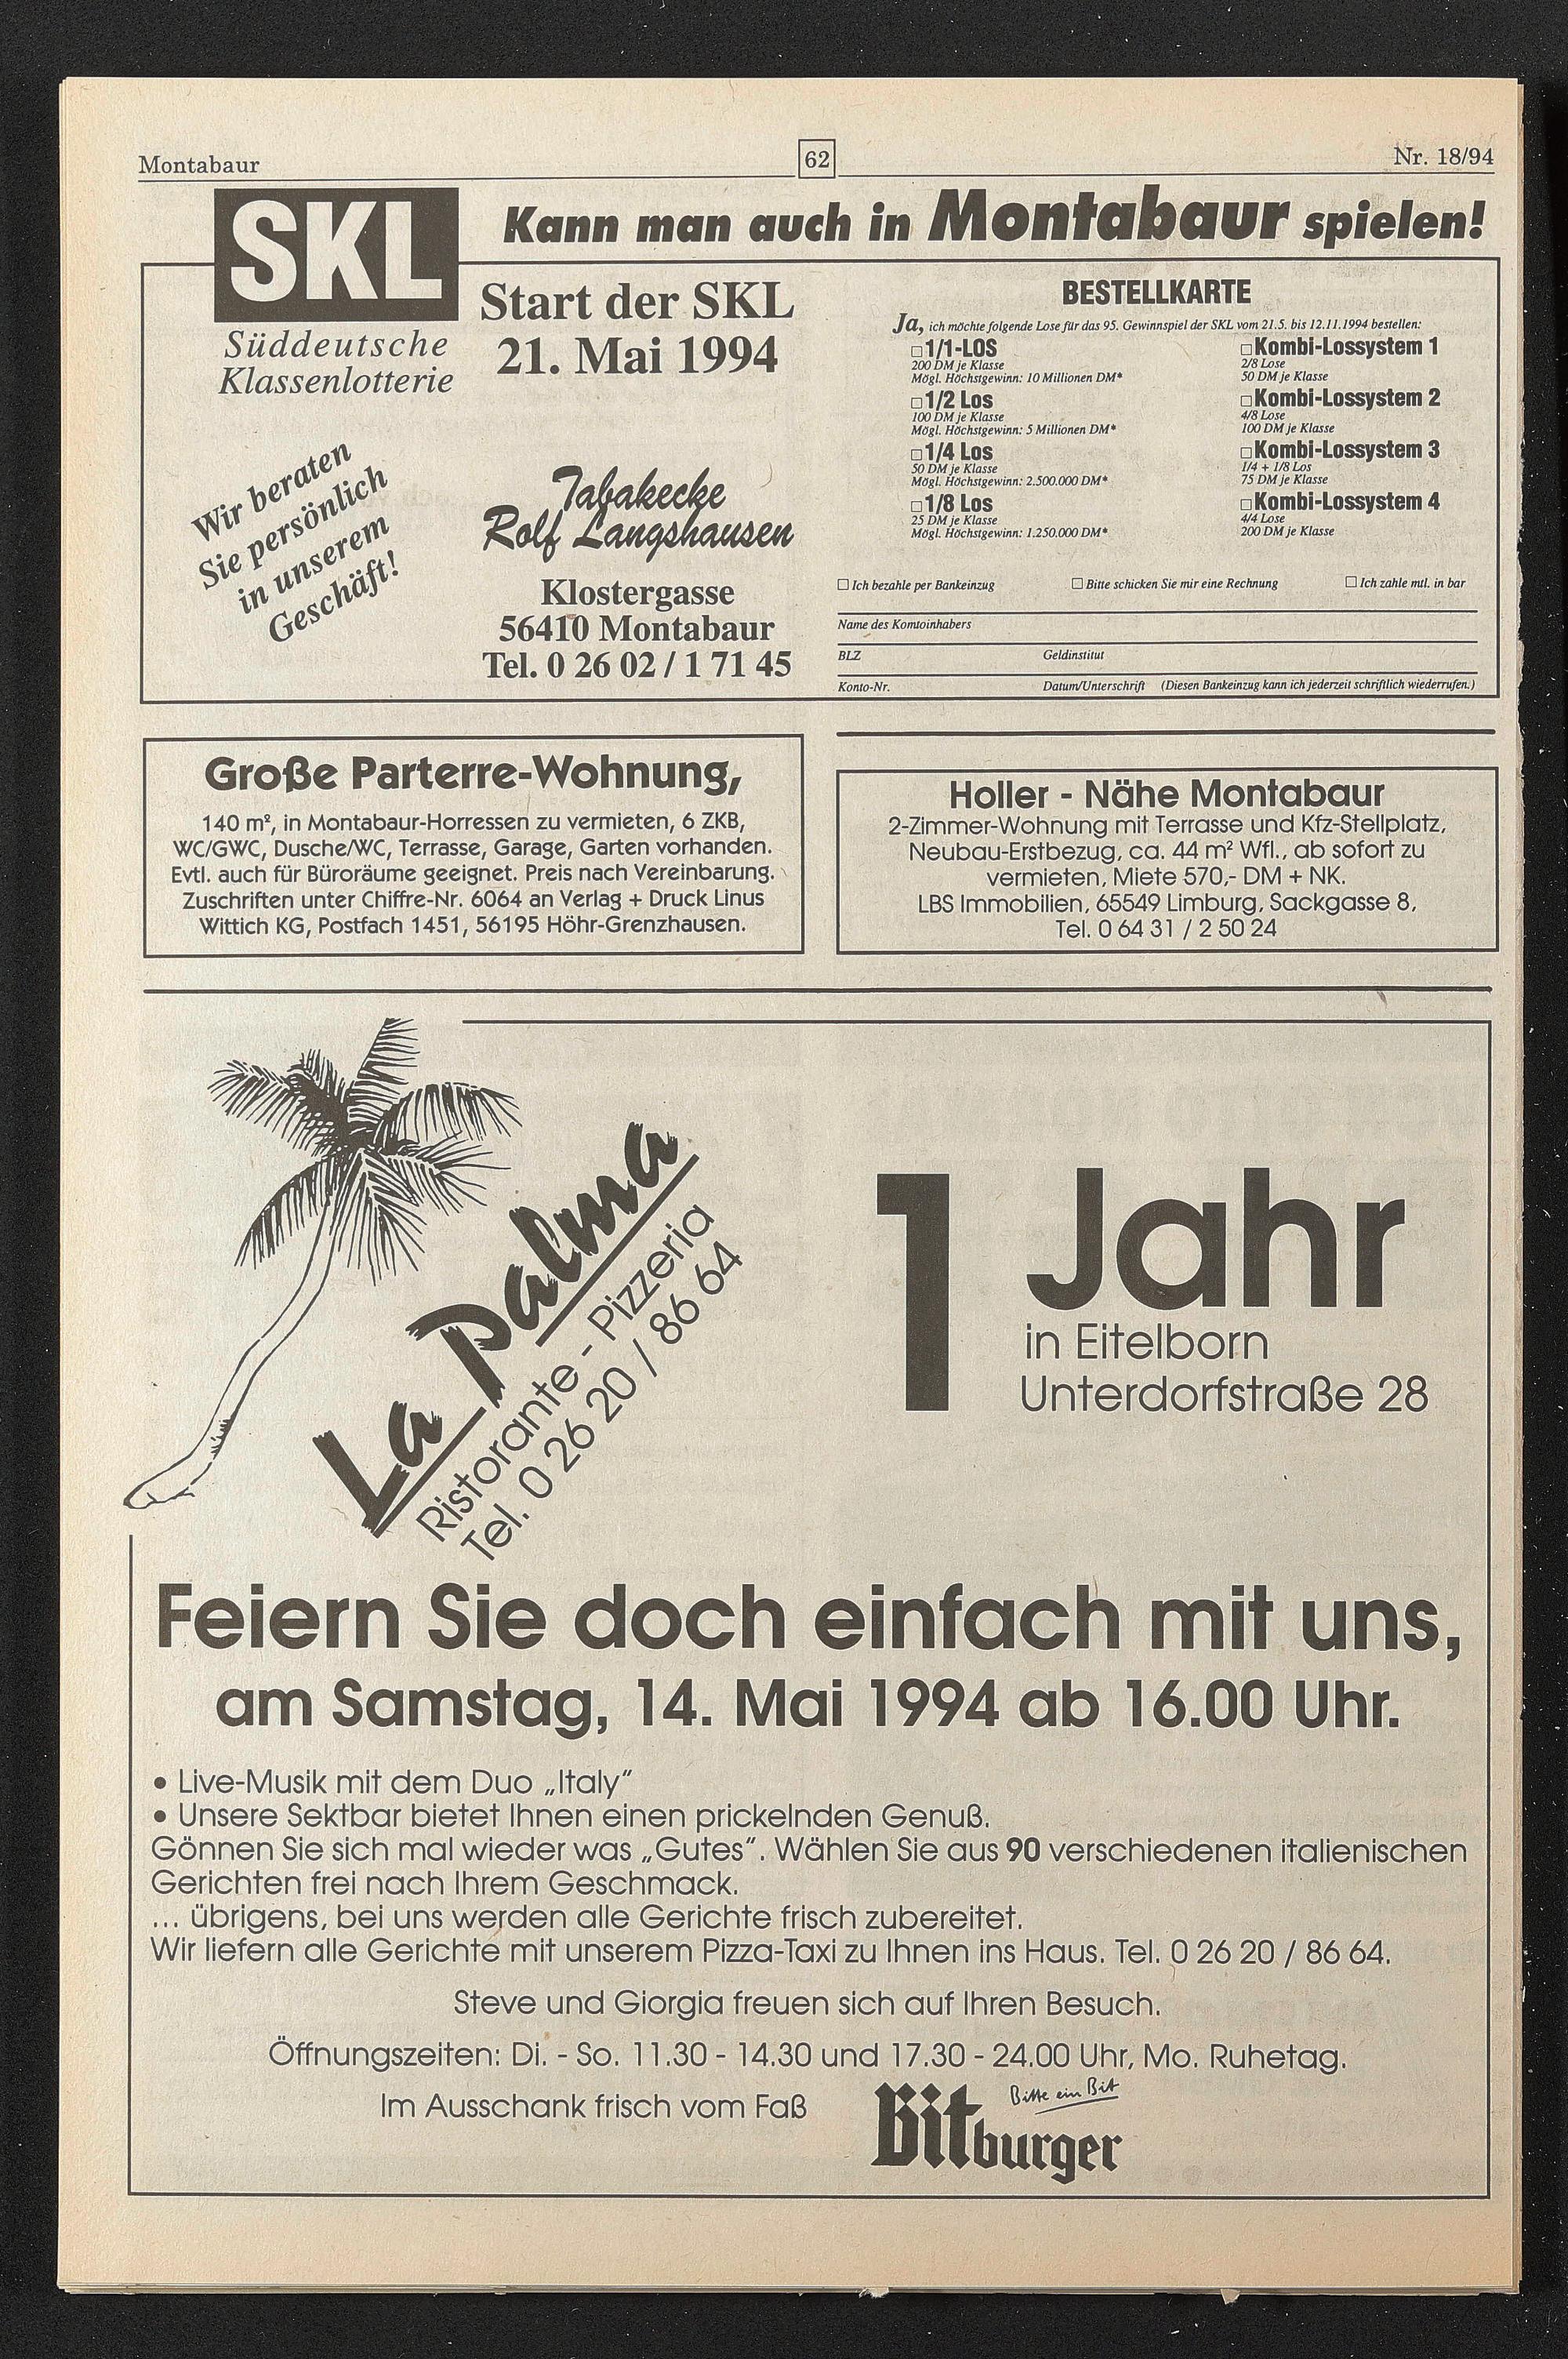 Montabaur
62
Nr. 18/94
SKL
Kann man auch in Montabaur spielen!
Süddeutsche
Klassenlotterie
Start der SKL
21. Mai 1994
Wir beraten
Sie persönlich
in unserem
Geschäft!
Tabakecke
Rolf Langshausen
Klostergasse
56410 Montabaur
Tel. 0 26 02 / 1 71 45
BESTELLKARTE
Ja, ich möchte folgende Lose für das 95. Gewinnspiel der SKL vom 21.5. bis 12.11.1994 bestellen:
□1/1-LOS
200 DM je Klasse
Mögl. Höchstgewinn: 10 Millionen DM*
□1/2 Los
100 DM je Klasse
Mögl. Höchstgewinn: 5 Millionen DM*
□1/4 Los
50 DM je Klasse
Mögl. Höchstgewinn: 2.500.000 DM*
□1/8 Los
25 DM je Klasse
Mögl. Höchstgewinn: 1.250.000 DM*
□Kombi-Lossystem 1
2/8 Lose
50 DM je Klasse
□Kombi-Lossystem 2
4/8 Lose
100 DM je Klasse
□Kombi-Lossystem 3
1/4 + 1/8 Los
75 DM je Klasse
□Kombi-Lossystem 4
4/4 Lose
200 DM je Klasse
□ Ich bezahle per Bankeinzug □ Bitte schicken Sie mir eine Rechnung □ Ich zahle mtl. in bar
Name des Komtoinhabers
BLZ Geldinstitut
Konto-Nr. Datum/Unterschrift (Diesen Bankeinzug kann ich jederzeit schriftlich wiederrufen.)
Große Parterre-Wohnung,
140 m², in Montabaur-Horressen zu vermieten, 6 ZKB,
WC/GWC, Dusche/WC, Terrasse, Garage, Garten vorhanden.
Evtl. auch für Büroräume geeignet. Preis nach Vereinbarung.
Zuschriften unter Chiffre-Nr. 6064 an Verlag + Druck Linus
Wittich KG, Postfach 1451, 56195 Höhr-Grenzhausen.
Holler - Nähe Montabaur
2-Zimmer-Wohnung mit Terrasse und Kfz-Stellplatz,
Neubau-Erstbezug, ca. 44 m² Wfl., ab sofort zu
vermieten, Miete 570,- DM + NK.
LBS Immobilien, 65549 Limburg, Sackgasse 8,
Tel. 0 64 31 / 2 50 24
La Palma
Ristorante - Pizzeria
Tel. 0 26 20 / 86 64
1 Jahr
in Eitelborn
Unterdorfstraße 28
Feiern Sie doch einfach mit uns,
am Samstag, 14. Mai 1994 ab 16.00 Uhr.
• Live-Musik mit dem Duo „Italy“
• Unsere Sektbar bietet Ihnen einen prickelnden Genuß.
Gönnen Sie sich mal wieder was „Gutes“. Wählen Sie aus 90 verschiedenen italienischen
Gerichten frei nach Ihrem Geschmack.
... übrigens, bei uns werden alle Gerichte frisch zubereitet.
Wir liefern alle Gerichte mit unserem Pizza-Taxi zu Ihnen ins Haus. Tel. 0 26 20 / 86 64.
Steve und Giorgia freuen sich auf Ihren Besuch.
Öffnungszeiten: Di. - So. 11.30 - 14.30 und 17.30 - 24.00 Uhr, Mo. Ruhetag.
Im Ausschank frisch vom Faß
Bitte ein Bit
Bitburger